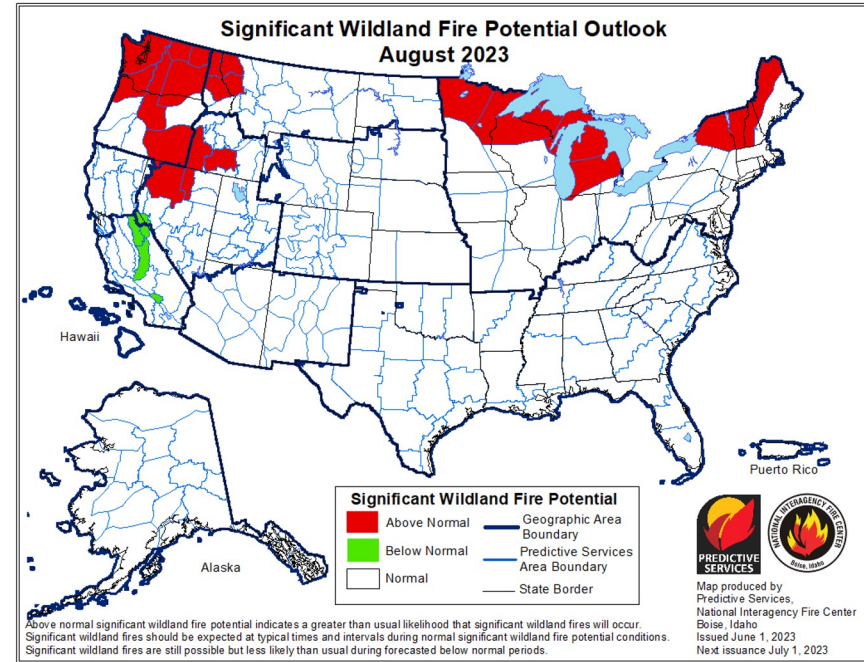 Significant Wildland Fire Potential Outlook
August 2023
Hawaii
Alaska
Puerto Rico
Significant Wildland Fire Potential
Above Normal
Below Normal
Normal
Geographic Area
Boundary
Predictive Services
Area Boundary
State Border
PREDICTIVE
SERVICES
NATIONAL INTERAGENCY FIRE CENTER
Boise, Idaho
Map produced by
Predictive Services,
National Interagency Fire Center
Boise, Idaho
Issued June 1, 2023
Next issuance July 1, 2023
Above normal significant wildland fire potential indicates a greater than usual likelihood that significant wildland fires will occur.
Significant wildland fires should be expected at typical times and intervals during normal significant wildland fire potential conditions.
Significant wildland fires are still possible but less likely than usual during forecasted below normal periods.